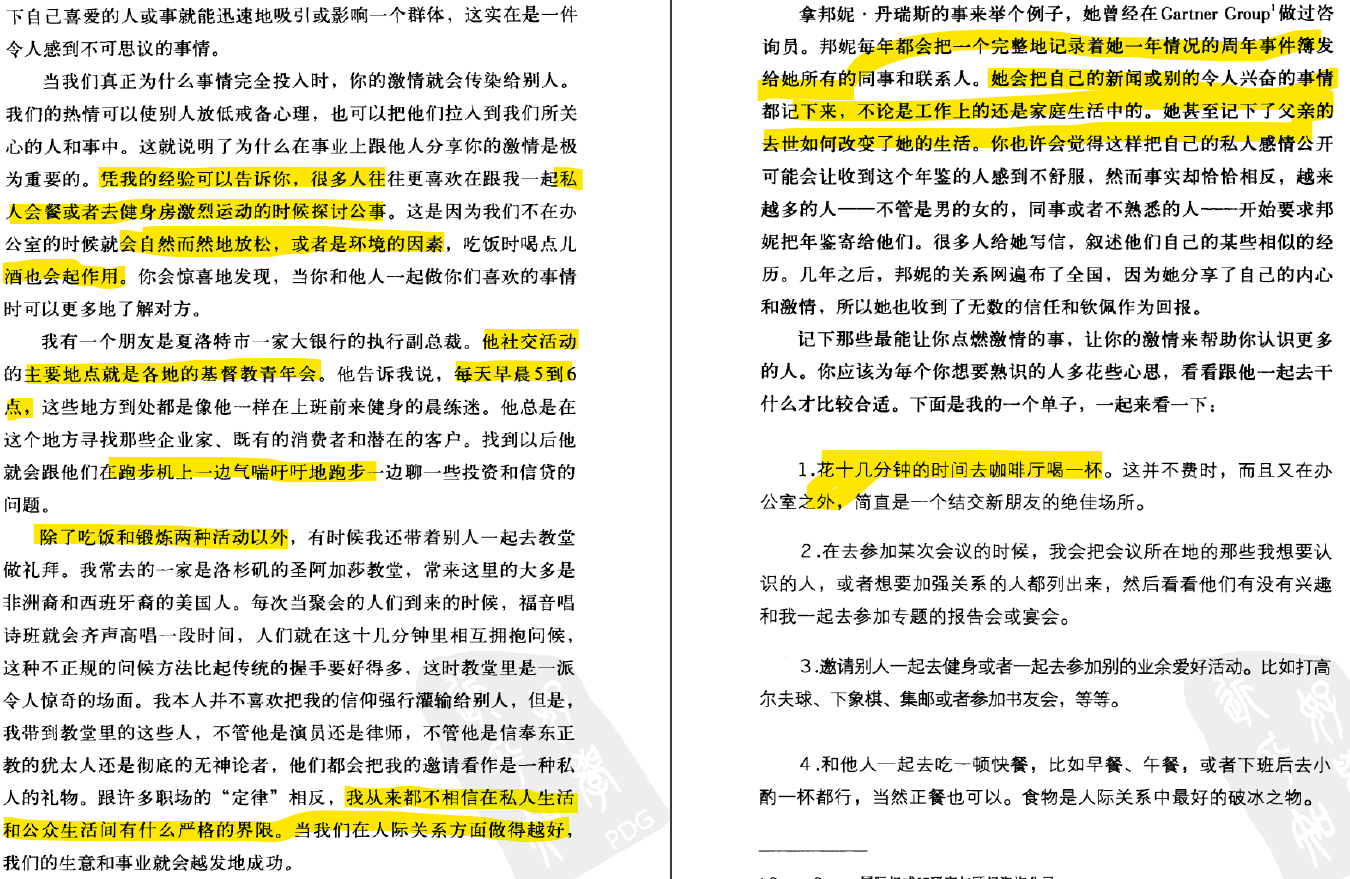 下自己喜爱的人或事就能迅速地吸引或影响一个群体，这实在是一件
令人感到不可思议的事情。
当我们真正为什么事情完全投入时，你的激情就会传染给别人。
我们的热情可以使别人放低戒备心理，也可以把他们拉入到我们所关
心的人和事中。这就说明了为什么在事业上跟他人分享你的激情是极
为重要的。凭我的经验可以告诉你，很多人往往更喜欢在跟我一起私
人会餐或者去健身房激烈运动的时候探讨公事。这是因为我们不在办
公室的时候就会自然而然地放松，或者是环境的因素，吃饭时喝点儿
酒也会起作用。你会惊喜地发现，当你和他人一起做你们喜欢的事情
时可以更多地了解对方。
我有一个朋友是夏洛特市一家大银行的执行副总裁。他社交活动
的主要地点就是各地的基督教青年会。他告诉我说，每天早晨5到6
点，这些地方到处都是像他一样在上班前来健身的晨练迷。他总是在
这个地方寻找那些企业家、既有的消费者和潜在的客户。找到以后他
就会跟他们在跑步机上一边气喘吁吁地跑步一边聊一些投资和信贷的
问题。
除了吃饭和锻炼两种活动以外，有时候我还带着别人一起去教堂
做礼拜。我常去的一家是洛杉矶的圣阿加莎教堂，常来这里的大多是
非洲裔和西班牙裔的美国人。每次当聚会的人们到来的时候，福音唱
诗班就会齐声高唱一段时间，人们就在这十几分钟里相互拥抱问候，
这种不正规的问候方法比起传统的握手要好得多，这时教堂里是一派
令人惊奇的场面。我本人并不喜欢把我的信仰强行灌输给别人，但是，
我带到教堂里的这些人，不管他是演员还是律师，不管他是信奉东正
教的犹太人还是彻底的无神论者，他们都会把我的邀请看作是一种私
人的礼物。跟许多职场的“定律”相反，我从来都不相信在私人生活
和公众生活间有什么严格的界限。当我们在人际关系方面做得越好，
我们的生意和事业就会越发地成功。
PDG
拿邦妮·丹瑞斯的事来举个例子，她曾经在Gartner Group¹做过咨
询员。邦妮每年都会把一个完整地记录着她一年情况的周年事件簿发
给她所有的同事和联系人。她会把自己的新闻或别的令人兴奋的事情
都记下来，不论是工作上的还是家庭生活中的。她甚至记下了父亲的
去世如何改变了她的生活。你也许会觉得这样把自己的私人感情公开
可能会让收到这个年鉴的人感到不舒服，然而事实却恰恰相反，越来
越多的人——不管是男的女的，同事或者不熟悉的人——开始要求邦
妮把年鉴寄给他们。很多人给她写信，叙述他们自己的某些相似的经
历。几年之后，邦妮的关系网遍布了全国，因为她分享了自己的内心
和激情，所以她也收到了无数的信任和钦佩作为回报。
记下那些最能让你点燃激情的事，让你的激情来帮助你认识更多
的人。你应该为每个你想要熟识的人多花些心思，看看跟他一起去干
什么才比较合适。下面是我的一个单子，一起来看一下：
1.花十几分钟的时间去咖啡厅喝一杯。这并不费时，而且又在办
公室之外，简直是一个结交新朋友的绝佳场所。
2.在去参加某次会议的时候，我会把会议所在地的那些我想要认
识的人，或者想要加强关系的人都列出来，然后看看他们有没有兴趣
和我一起去参加专题的报告会或宴会。
3.邀请别人一起去健身或者一起去参加别的业余爱好活动。比如打高
尔夫球、下象棋、集邮或者参加书友会，等等。
4.和他人一起去吃一顿快餐，比如早餐、午餐，或者下班后去小
酌一杯都行，当然正餐也可以。食物是人际关系中最好的破冰之物。